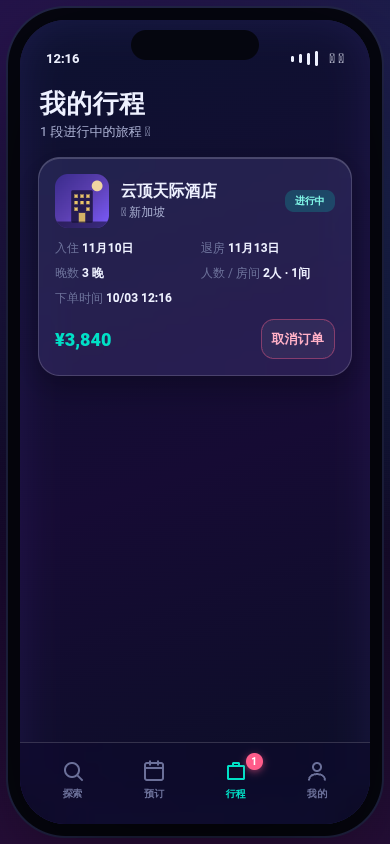 12:16
我的行程
1 段进行中的旅程
云顶天际酒店
新加坡
进行中
入住 11月10日
退房 11月13日
晚数 3 晚
人数 / 房间 2人 · 1间
下单时间 10/03 12:16
¥3,840
取消订单
1
探索
预订
行程
我的